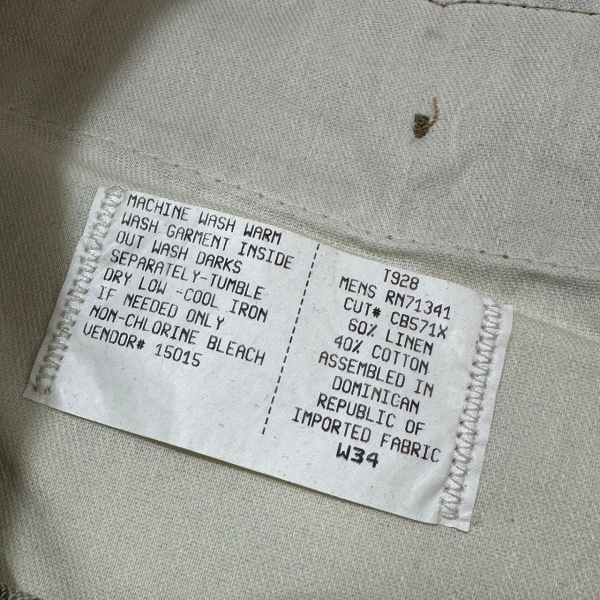 MACHINE WASH WARM
WASH GARMENT INSIDE
OUT WASH DARKS
SEPARATELY-TUMBLE
DRY LOW -COOL IRON
IF NEEDED ONLY
NON-CHLORINE BLEACH
VENDOR# 15015
T928
MENS RN71341
CUT# CB571X
60% LINEN
40% COTTON
ASSEMBLED IN
DOMINICAN
REPUBLIC OF
IMPORTED FABRIC
W34